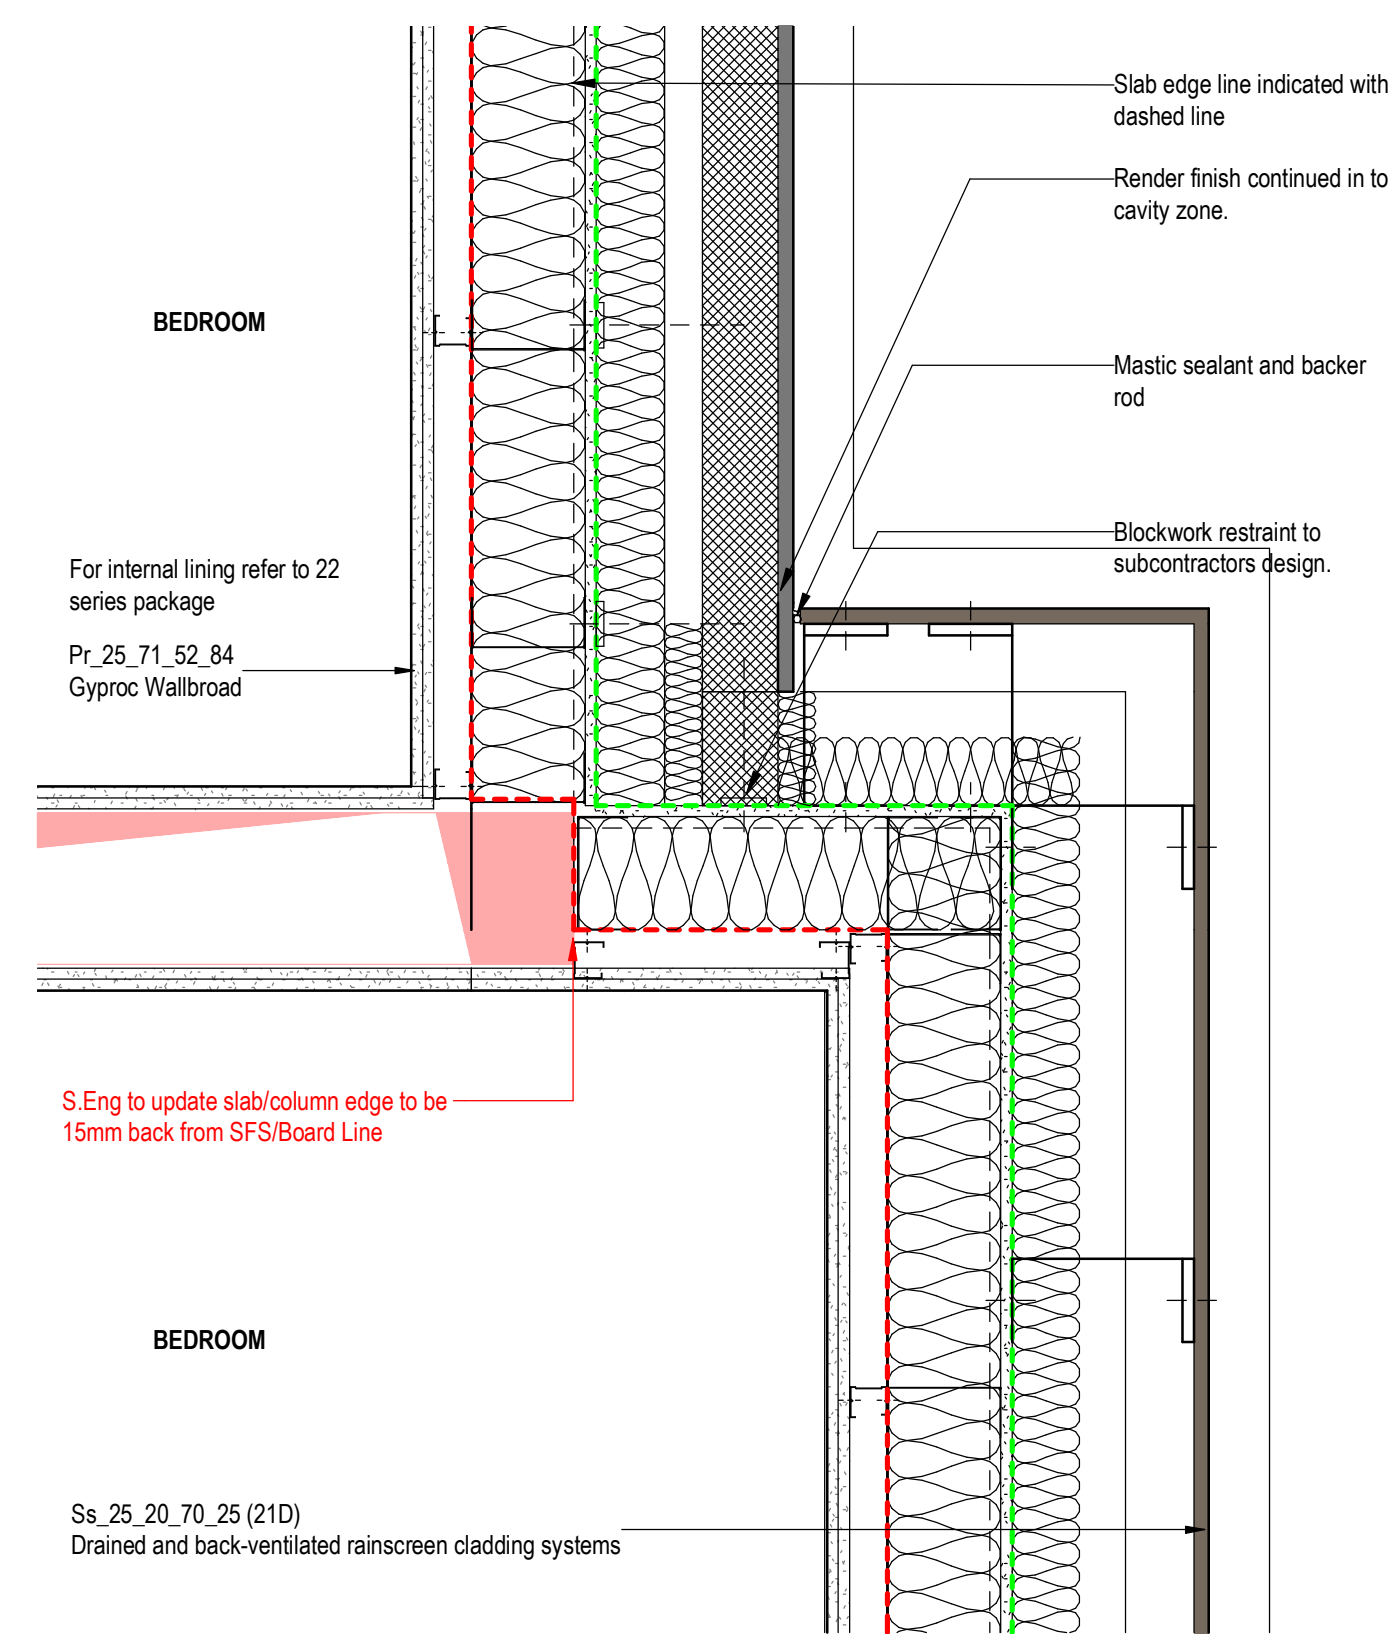 Slab edge line indicated with
dashed line
Render finish continued in to
cavity zone.
BEDROOM
Mastic sealant and backer
rod
Blockwork restraint to
subcontractors design.
For internal lining refer to 22
series package
Pr_25_71_52_84
Gyproc Wallbroad
S.Eng to update slab/column edge to be
15mm back from SFS/Board Line
BEDROOM
Ss_25_20_70_25 (21D)
Drained and back-ventilated rainscreen cladding systems